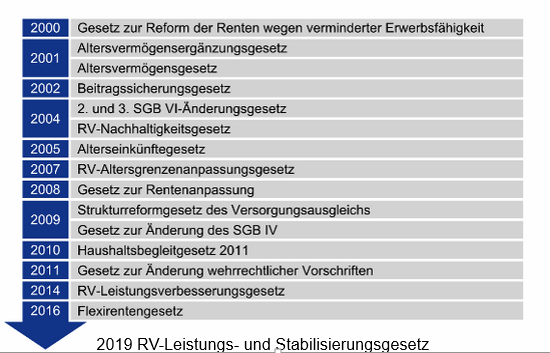 2000 Gesetz zur Reform der Renten wegen verminderter Erwerbsfähigkeit
2001 Altersvermögensergänzungsgesetz
Altersvermögensgesetz
2002 Beitragssicherungsgesetz
2004 2. und 3. SGB VI-Änderungsgesetz
RV-Nachhaltigkeitsgesetz
2005 Alterseinkünftegesetz
2007 RV-Altersgrenzenanpassungsgesetz
2008 Gesetz zur Rentenanpassung
2009 Strukturreformgesetz des Versorgungsausgleichs
Gesetz zur Änderung des SGB IV
2010 Haushaltsbegleitgesetz 2011
2011 Gesetz zur Änderung wehrrechtlicher Vorschriften
2014 RV-Leistungsverbesserungsgesetz
2016 Flexirentengesetz
2019 RV-Leistungs- und Stabilisierungsgesetz